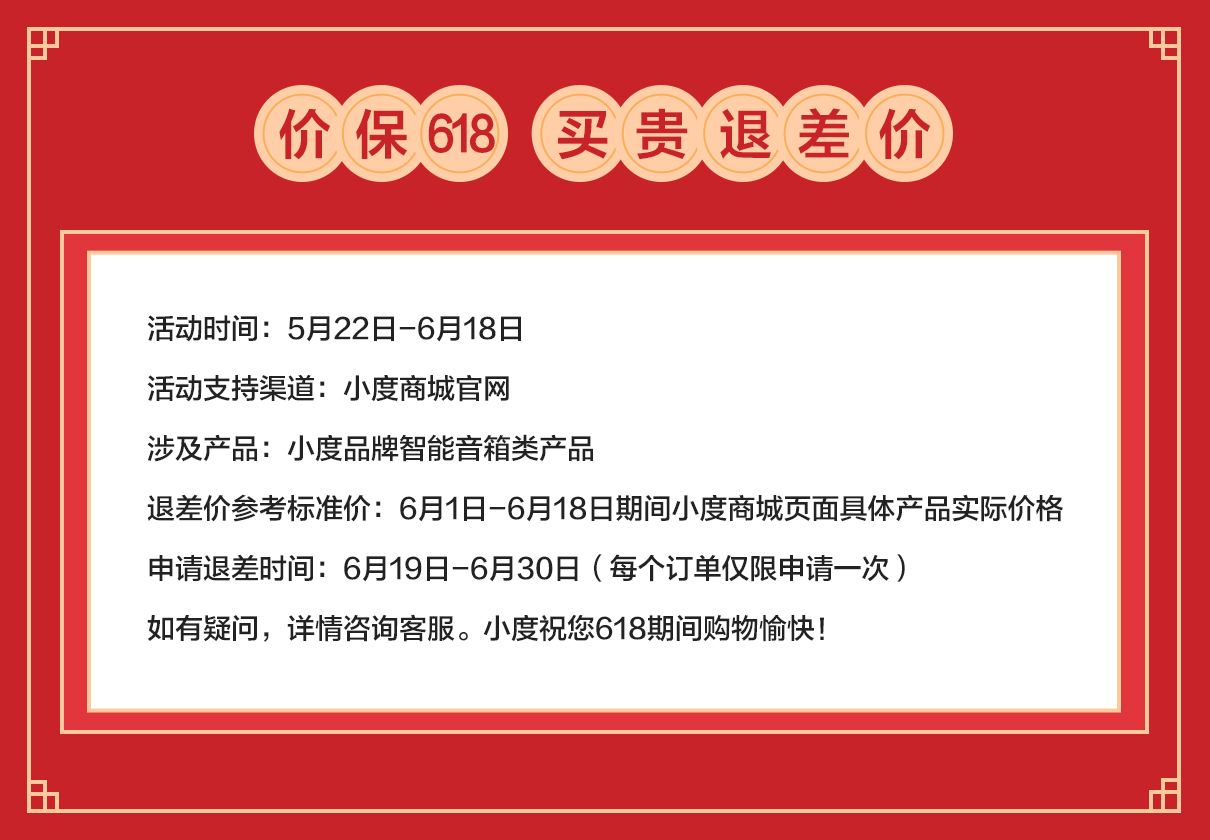 价保618 买贵退差价
活动时间：5月22日-6月18日
活动支持渠道：小度商城官网
涉及产品：小度品牌智能音箱类产品
退差价参考标准价：6月1日-6月18日期间小度商城页面具体产品实际价格
申请退差时间：6月19日-6月30日（每个订单仅限申请一次）
如有疑问，详情咨询客服。小度祝您618期间购物愉快！